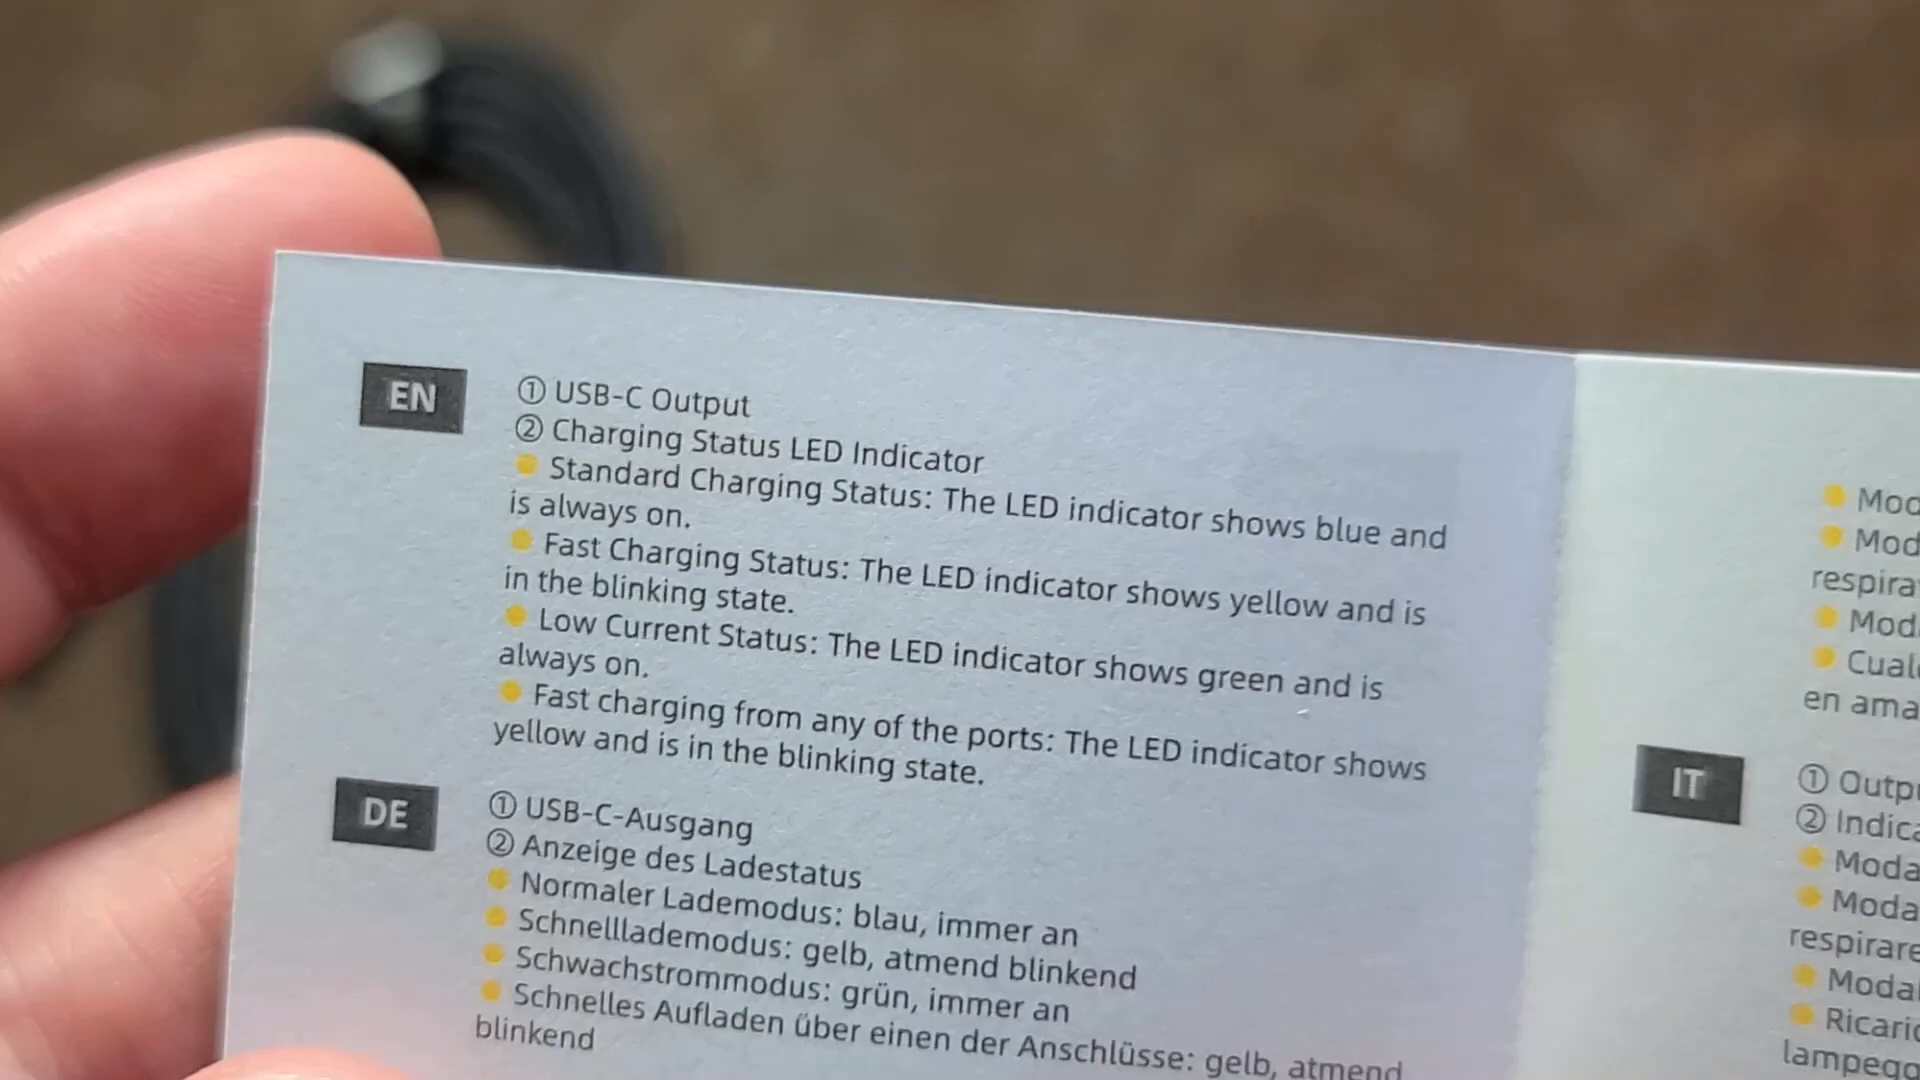 EN
① USB-C Output
② Charging Status LED Indicator
Standard Charging Status: The LED indicator shows blue and
is always on.
Fast Charging Status: The LED indicator shows yellow and is
in the blinking state.
Low Current Status: The LED indicator shows green and is
always on.
Fast charging from any of the ports: The LED indicator shows
yellow and is in the blinking state.
DE
① USB-C-Ausgang
② Anzeige des Ladestatus
Normaler Lademodus: blau, immer an
Schnelllademodus: gelb, atmend blinkend
Schwachstrommodus: grün, immer an
Schnelles Aufladen über einen der Anschlüsse: gelb, atmend
blinkend
en ama
IT
①
②